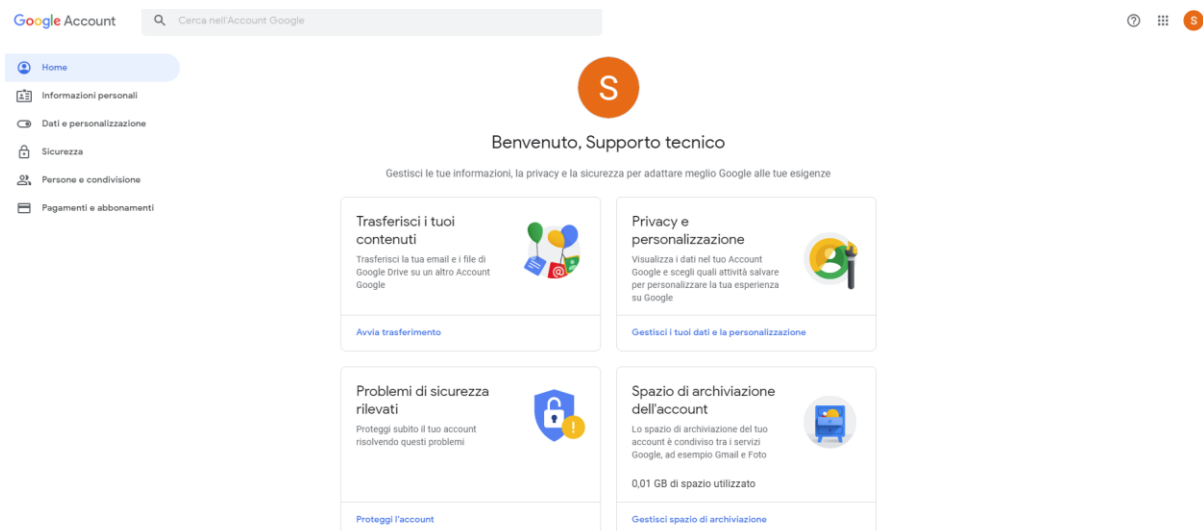 Google Account
Cerca nell'Account Google
S
Home
Informazioni personali
Dati e personalizzazione
Sicurezza
Persone e condivisione
Pagamenti e abbonamenti
S
Benvenuto, Supporto tecnico
Gestisci le tue informazioni, la privacy e la sicurezza per adattare meglio Google alle tue esigenze
Trasferisci i tuoi
contenuti
Trasferisci la tua email e i file di
Google Drive su un altro Account
Google
Avvia trasferimento
Privacy e
personalizzazione
Visualizza i dati nel tuo Account
Google e scegli quali attività salvare
per personalizzare la tua esperienza
su Google
Gestisci i tuoi dati e la personalizzazione
Problemi di sicurezza
rilevati
Proteggi subito il tuo account
risolvendo questi problemi
Proteggi l'account
Spazio di archiviazione
dell'account
Lo spazio di archiviazione del tuo
account è condiviso tra i servizi
Google, ad esempio Gmail e Foto
0,01 GB di spazio utilizzato
Gestisci spazio di archiviazione